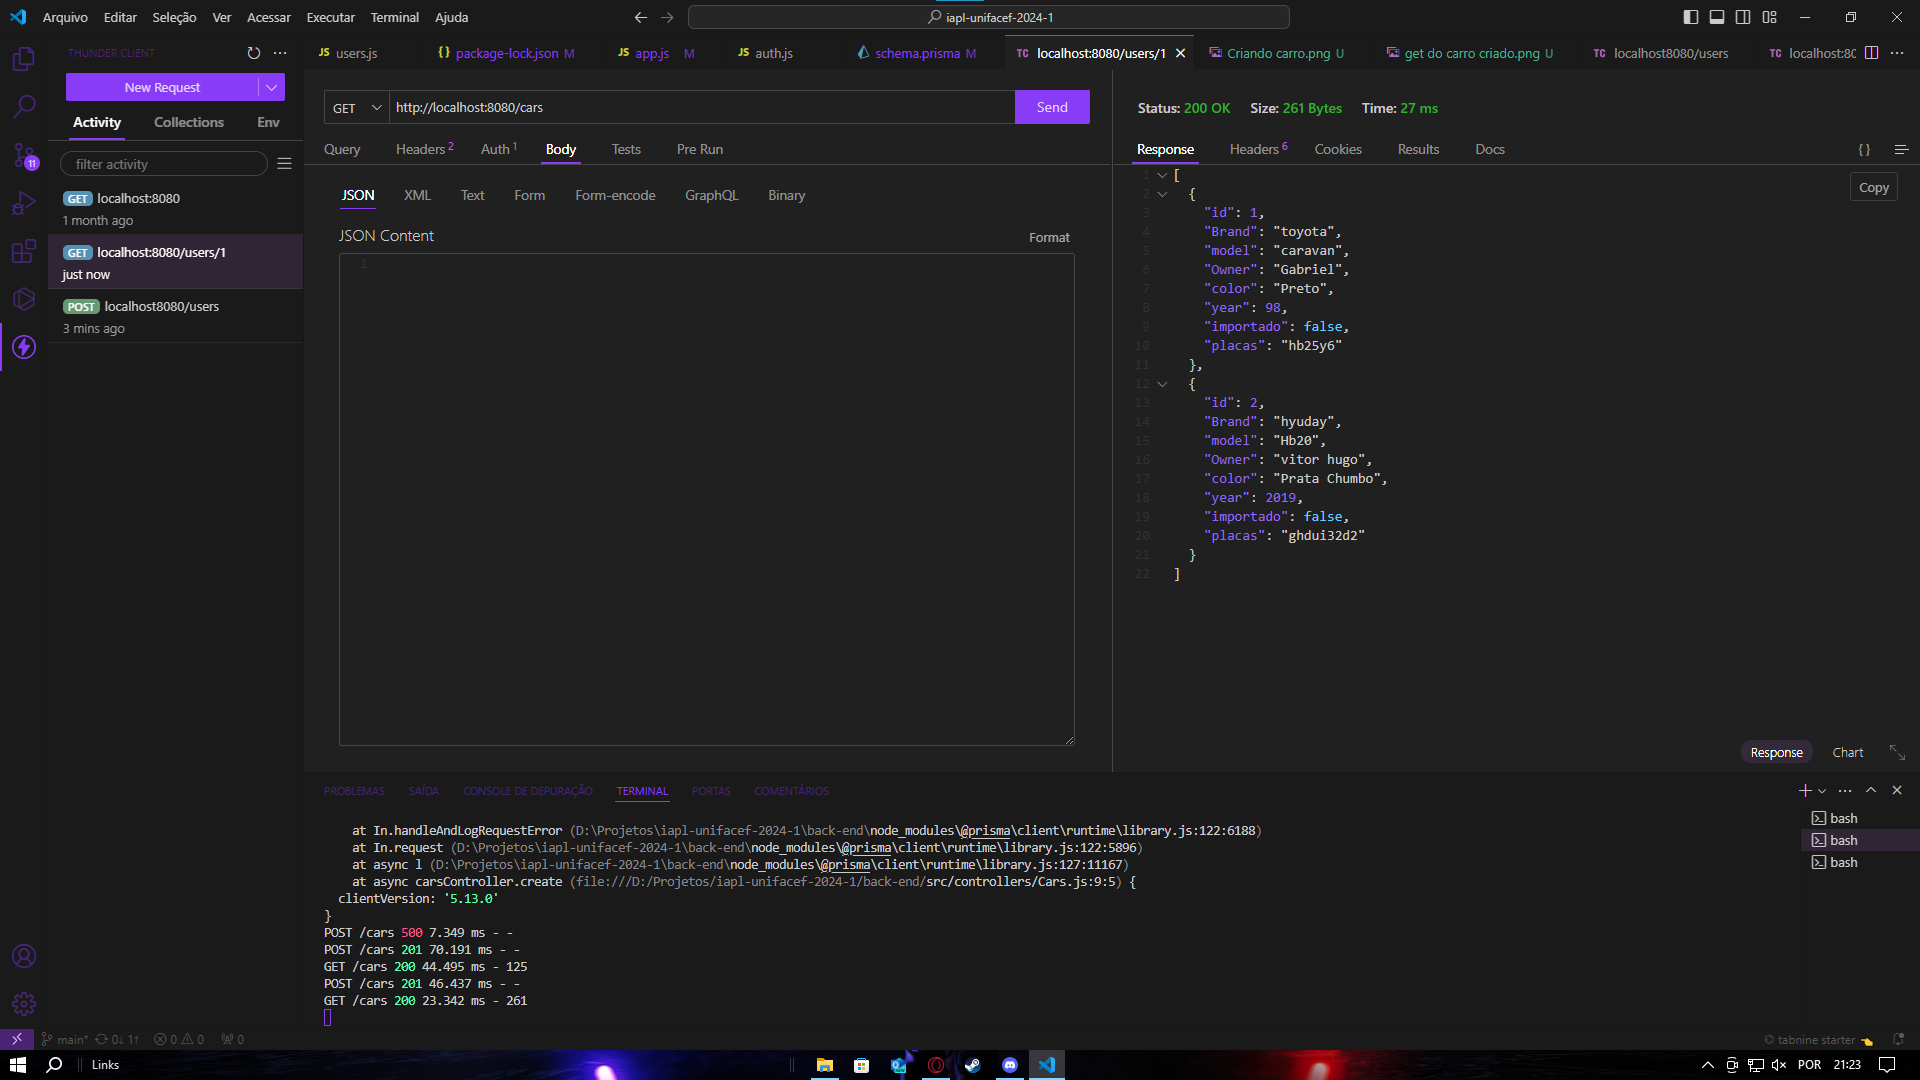 Arquivo Editar Seleção Ver Acessar Executar Terminal Ajuda
iapl-unifacef-2024-1
THUNDER CLIENT
New Request
Activity Collections Env
filter activity
GET localhost:8080
1 month ago
GET localhost:8080/users/1
just now
POST localhost8080/users
3 mins ago
11
JS users.js
{} package-lock.json M
JS app.js M
JS auth.js
schema.prisma M
TC localhost:8080/users/1
Criando carro.png U
get do carro criado.png U
TC localhost8080/users
TC localhost:80
GET http://localhost:8080/cars Send
Query Headers 2 Auth 1 Body Tests Pre Run
JSON XML Text Form Form-encode GraphQL Binary
JSON Content Format
1
Status: 200 OK Size: 261 Bytes Time: 27 ms
Response Headers 6 Cookies Results Docs {}
Copy
1 [
2 {
3 "id": 1,
4 "Brand": "toyota",
5 "model": "caravan",
6 "Owner": "Gabriel",
7 "color": "Preto",
8 "year": 98,
9 "importado": false,
10 "placas": "hb25y6"
11 },
12 {
13 "id": 2,
14 "Brand": "hyuday",
15 "model": "Hb20",
16 "Owner": "vitor hugo",
17 "color": "Prata Chumbo",
18 "year": 2019,
19 "importado": false,
20 "placas": "ghdui32d2"
21 }
22 ]
Response Chart
PROBLEMAS SAÍDA CONSOLE DE DEPURAÇÃO TERMINAL PORTAS COMENTÁRIOS
at In.handleAndLogRequestError (D:\Projetos\iapl-unifacef-2024-1\back-end\node_modules\@prisma\client\runtime\library.js:122:6188)
at In.request (D:\Projetos\iapl-unifacef-2024-1\back-end\node_modules\@prisma\client\runtime\library.js:122:5896)
at async l (D:\Projetos\iapl-unifacef-2024-1\back-end\node_modules\@prisma\client\runtime\library.js:127:11167)
at async carsController.create (file:///D:/Projetos/iapl-unifacef-2024-1/back-end/src/controllers/Cars.js:9:5) {
clientVersion: '5.13.0'
}
POST /cars 500 7.349 ms - -
POST /cars 201 70.191 ms - -
GET /cars 200 44.495 ms - 125
POST /cars 201 46.437 ms - -
GET /cars 200 23.342 ms - 261
bash
bash
bash
main* 0↓ 1↑ 0 0 0
© tabnine starter
Links
POR 21:23